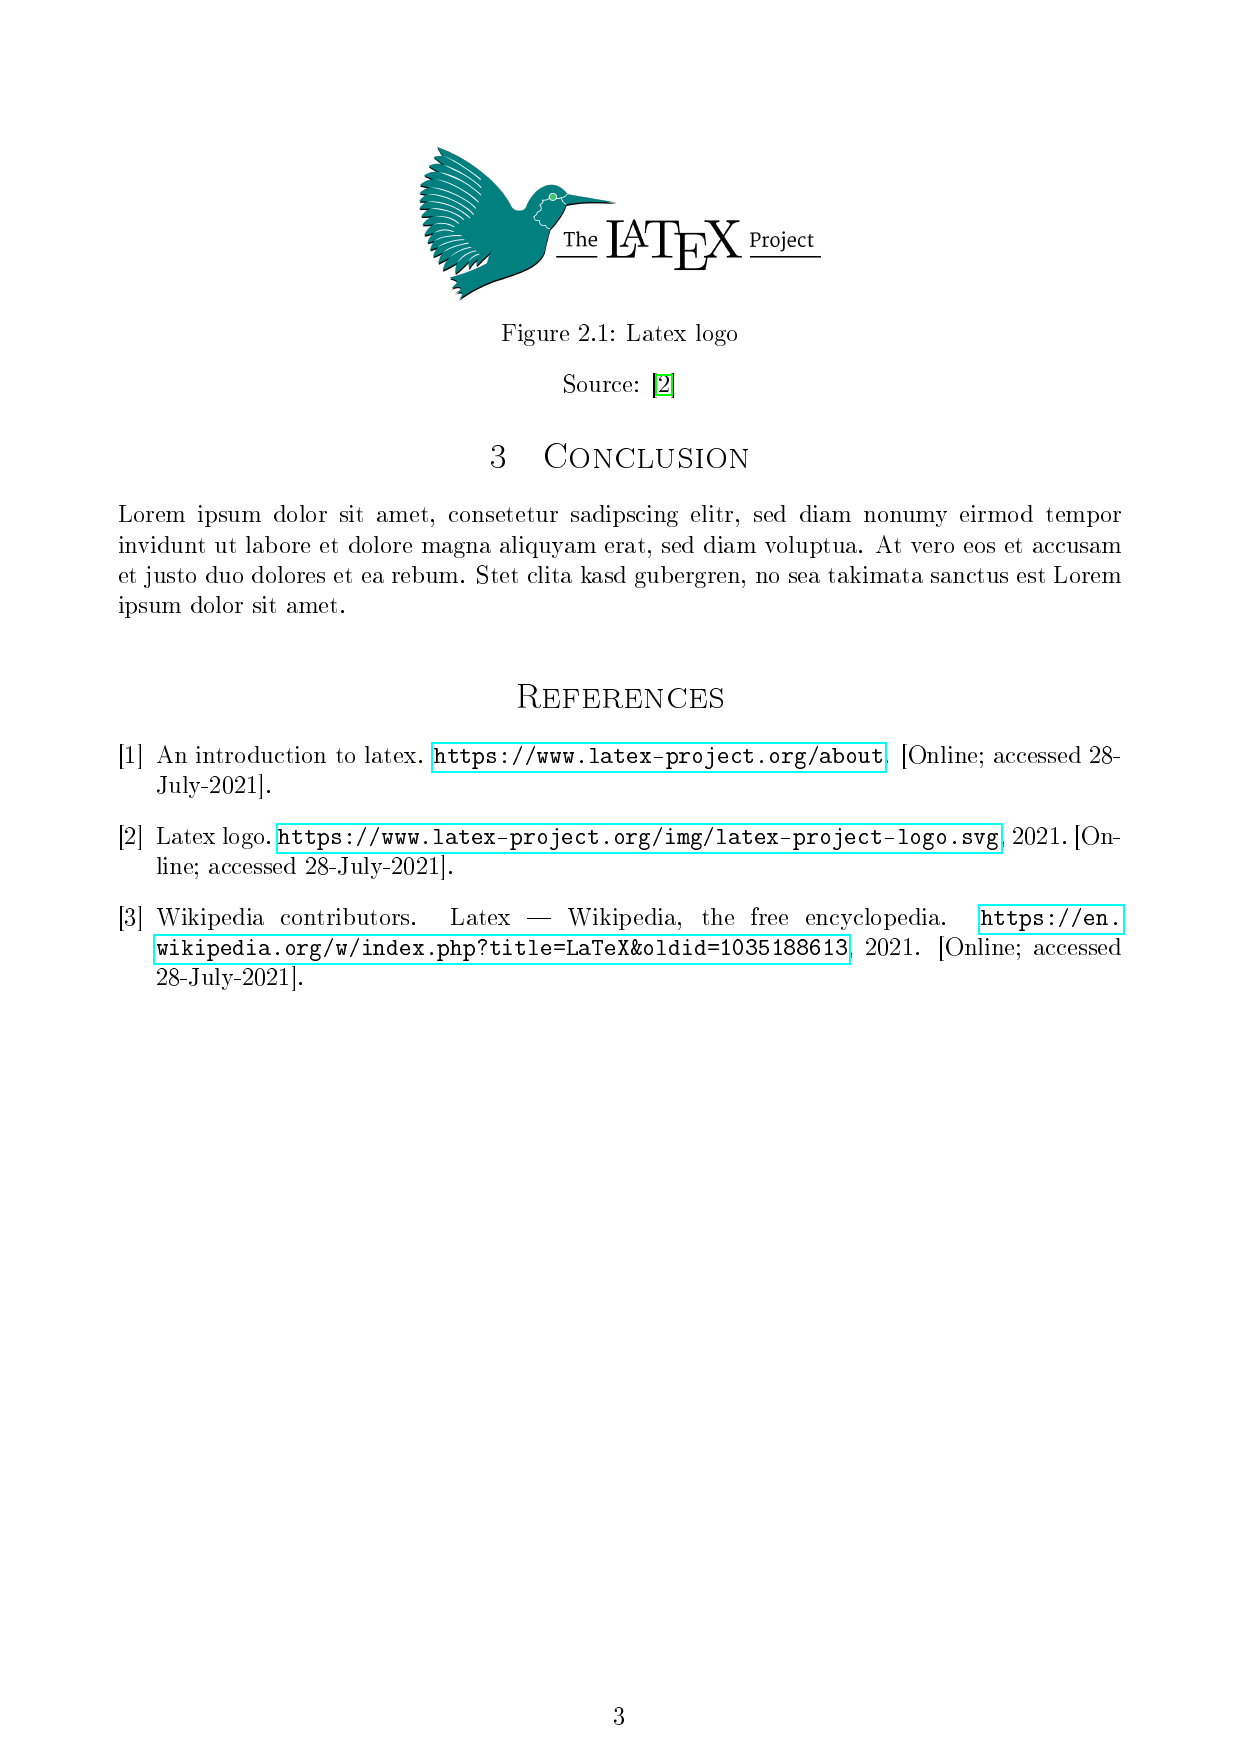 The LATEX Project
Figure 2.1: Latex logo
Source: [2]
3 Conclusion
Lorem ipsum dolor sit amet, consetetur sadipscing elitr, sed diam nonumy eirmod tempor
invidunt ut labore et dolore magna aliquyam erat, sed diam voluptua. At vero eos et accusam
et justo duo dolores et ea rebum. Stet clita kasd gubergren, no sea takimata sanctus est Lorem
ipsum dolor sit amet.
References
[1] An introduction to latex. https://www.latex-project.org/about. [Online; accessed 28-
July-2021].
[2] Latex logo. https://www.latex-project.org/img/latex-project-logo.svg, 2021. [On-
line; accessed 28-July-2021].
[3] Wikipedia contributors. Latex — Wikipedia, the free encyclopedia. https://en.
wikipedia.org/w/index.php?title=LaTeX&oldid=1035188613, 2021. [Online; accessed
28-July-2021].
3